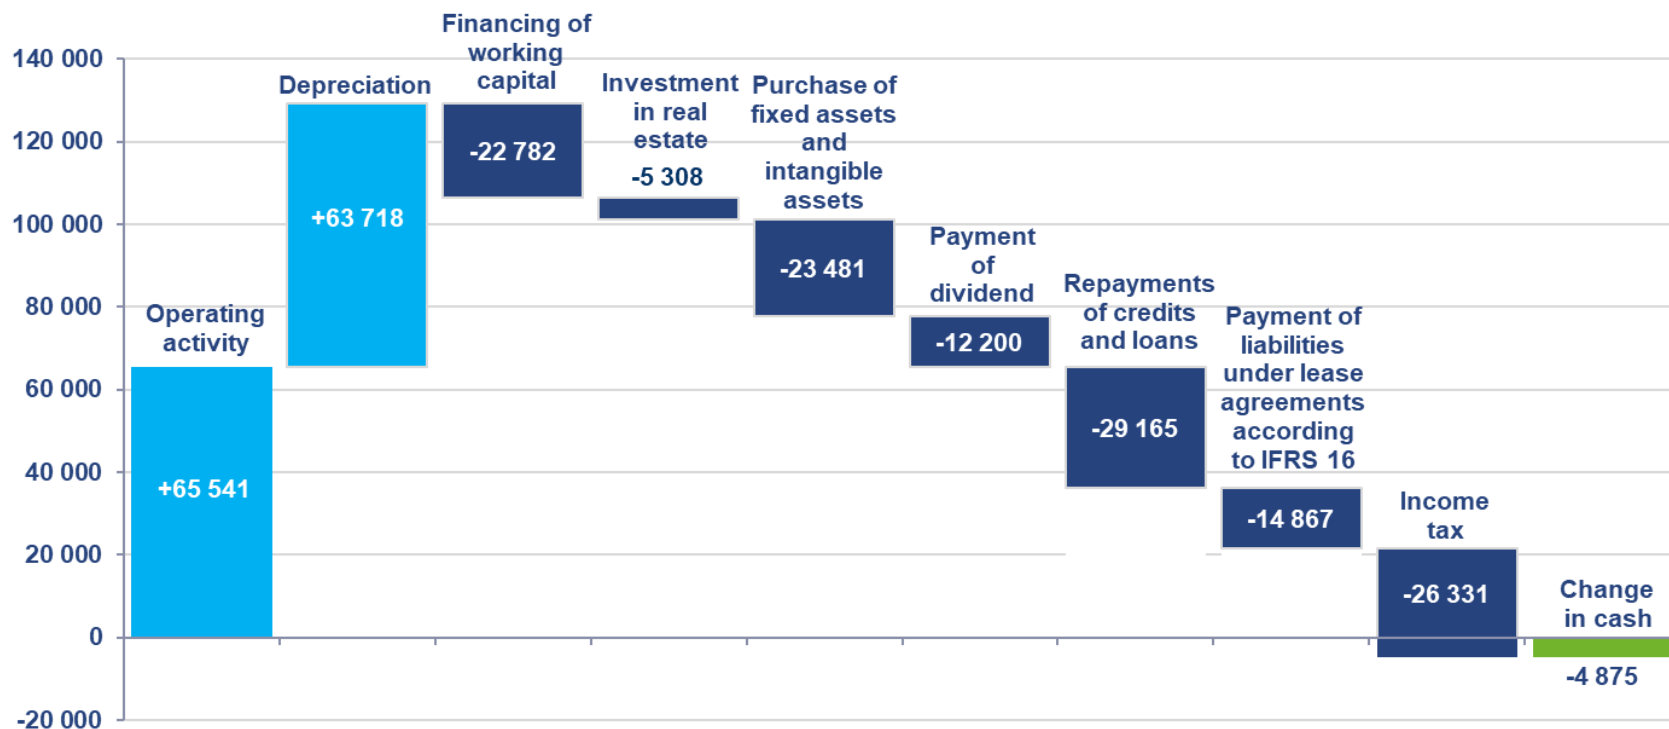 140 000
120 000
100 000
80 000
60 000
40 000
20 000
0
-20 000
Operating
activity
+65 541
Depreciation
+63 718
Financing of
working
capital
-22 782
Investment
in real
estate
-5 308
Purchase of
fixed assets
and
intangible
assets
-23 481
Payment
of
dividend
-12 200
Repayments
of credits
and loans
-29 165
Payment of
liabilities
under lease
agreements
according
to IFRS 16
-14 867
Income
tax
-26 331
Change
in cash
-4 875